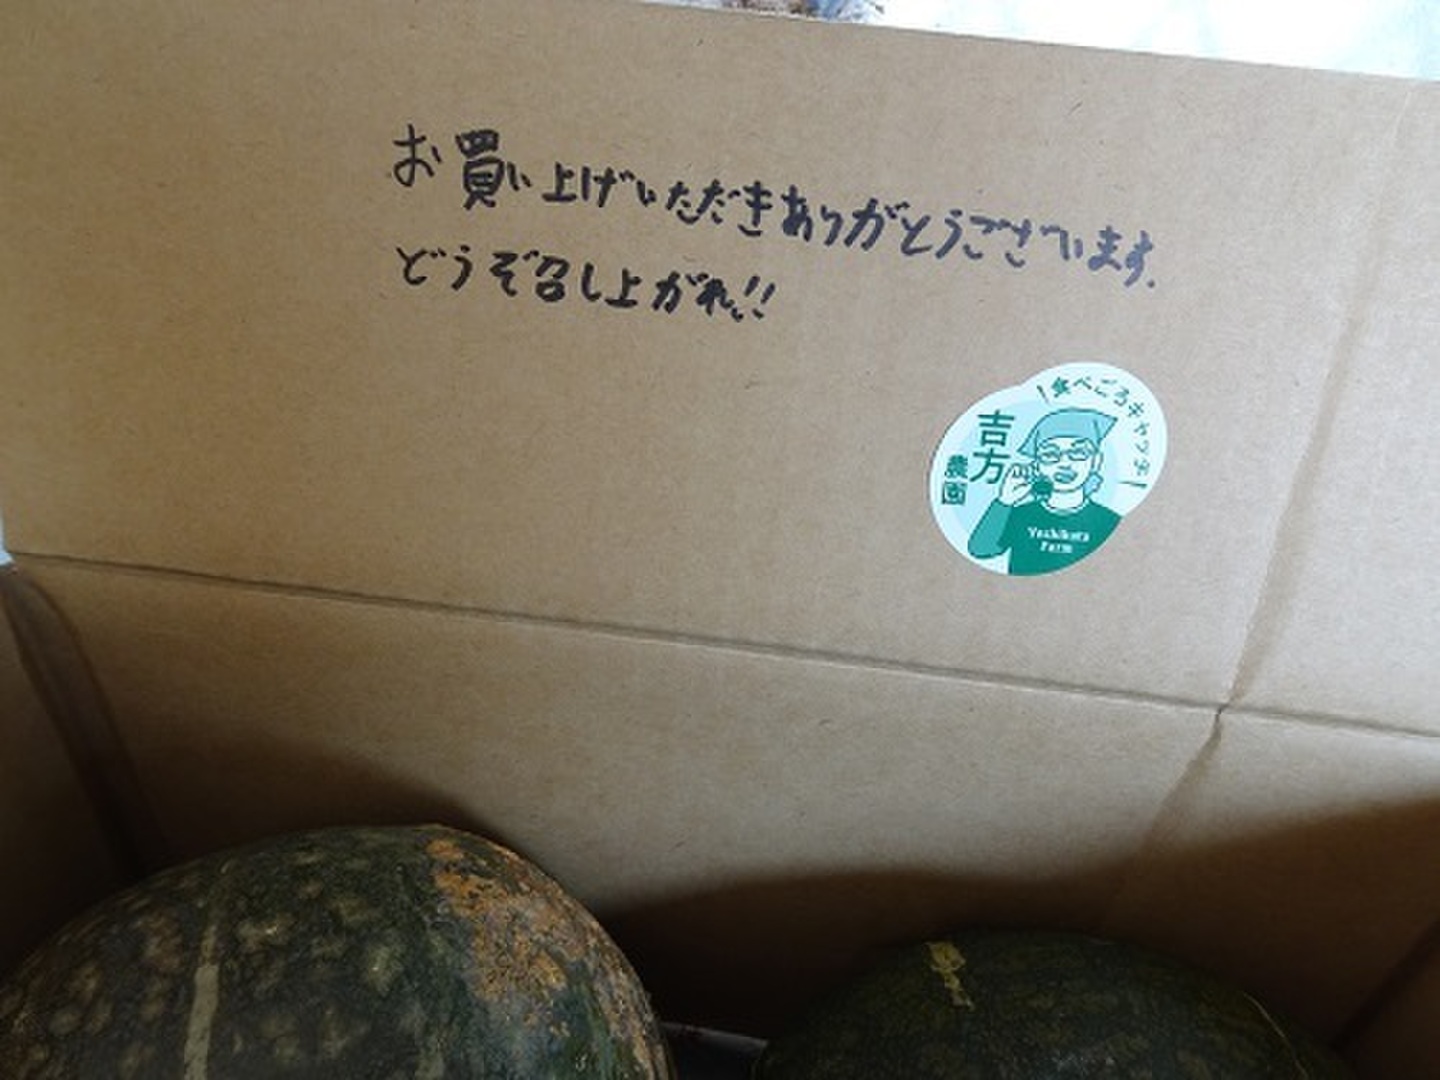 お買い上げいただきありがとうございます.
どうぞ召し上がれ!!
\食べごろキャッチ/
吉方
農園
Yoshikata
Farm